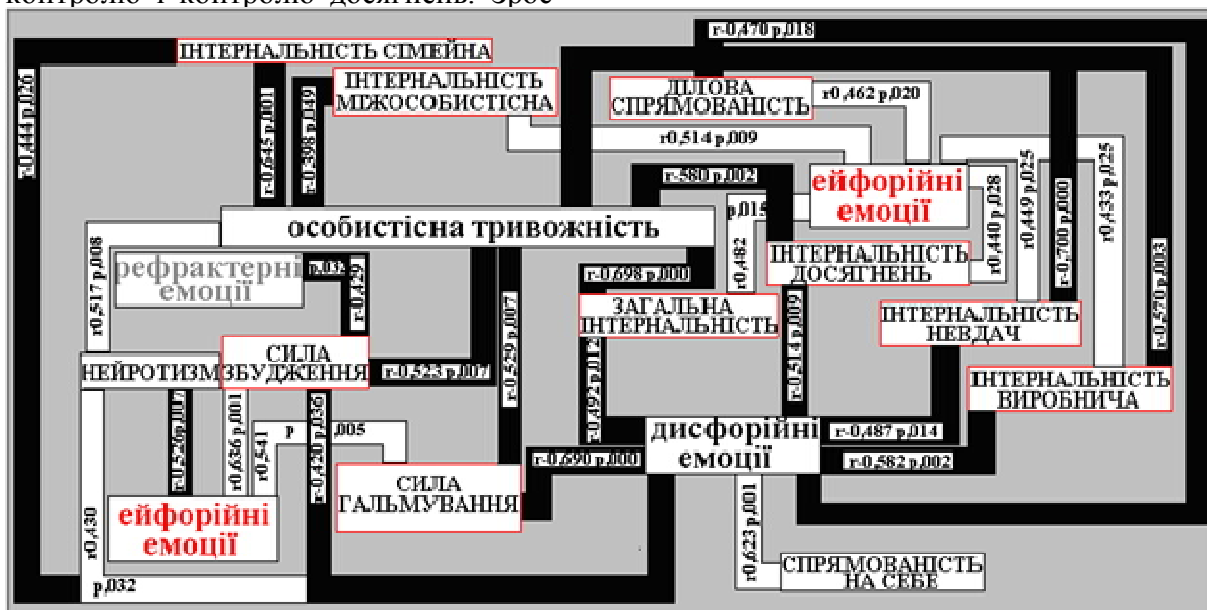 контролю і контролю досягнень. Зрос-
r-0,470 p,018
ІНТЕРНАЛЬНІСТЬ СІМЕЙНА
ІНТЕРНАЛЬНІСТЬ
МІЖОСОБИСТІСНА
ДІЛОВА
СПРЯМОВАНІСТЬ
r0,462 p,020
r-0,444 p,026
r-0,645 p,001
r-0,398 p,049
r0,514 p,009
r-580 p,002
ейфорійні
емоції
r0,440 p,028
r0,449 p,025
r-0,700 p,000
r0,433 p,025
p,015
r0,482
особистісна тривожність
рефрактерні
емоції
p,032
r-0,429
r0,517 p,008
r-0,698 p,000
ІНТЕРНАЛЬНІСТЬ
ДОСЯГНЕНЬ
r-0,570 p,003
ЗАГАЛЬНА
ІНТЕРНАЛЬНІСТЬ
ІНТЕРНАЛЬНІСТЬ
НЕВДАЧ
r-0,529 p,007
r-0,492 p,012
r-0,514 p,009
НЕЙРОТИЗМ
СИЛА
ЗБУДЖЕННЯ
r-0,523 p,007
ІНТЕРНАЛЬНІСТЬ
ВИРОБНИЧА
r-0,520 p,007
r0,636 p,001
r0,541
p ,005
r-0,420 p,036
дисфорійні
емоції
r-0,487 p,014
r-0,582 p,002
r-0,690 p,000
СИЛА
ГАЛЬМУВАННЯ
ейфорійні
емоції
r0,430
p,032
r0,623 p,001
СПРЯМОВАНІСТЬ
НА СЕБЕ